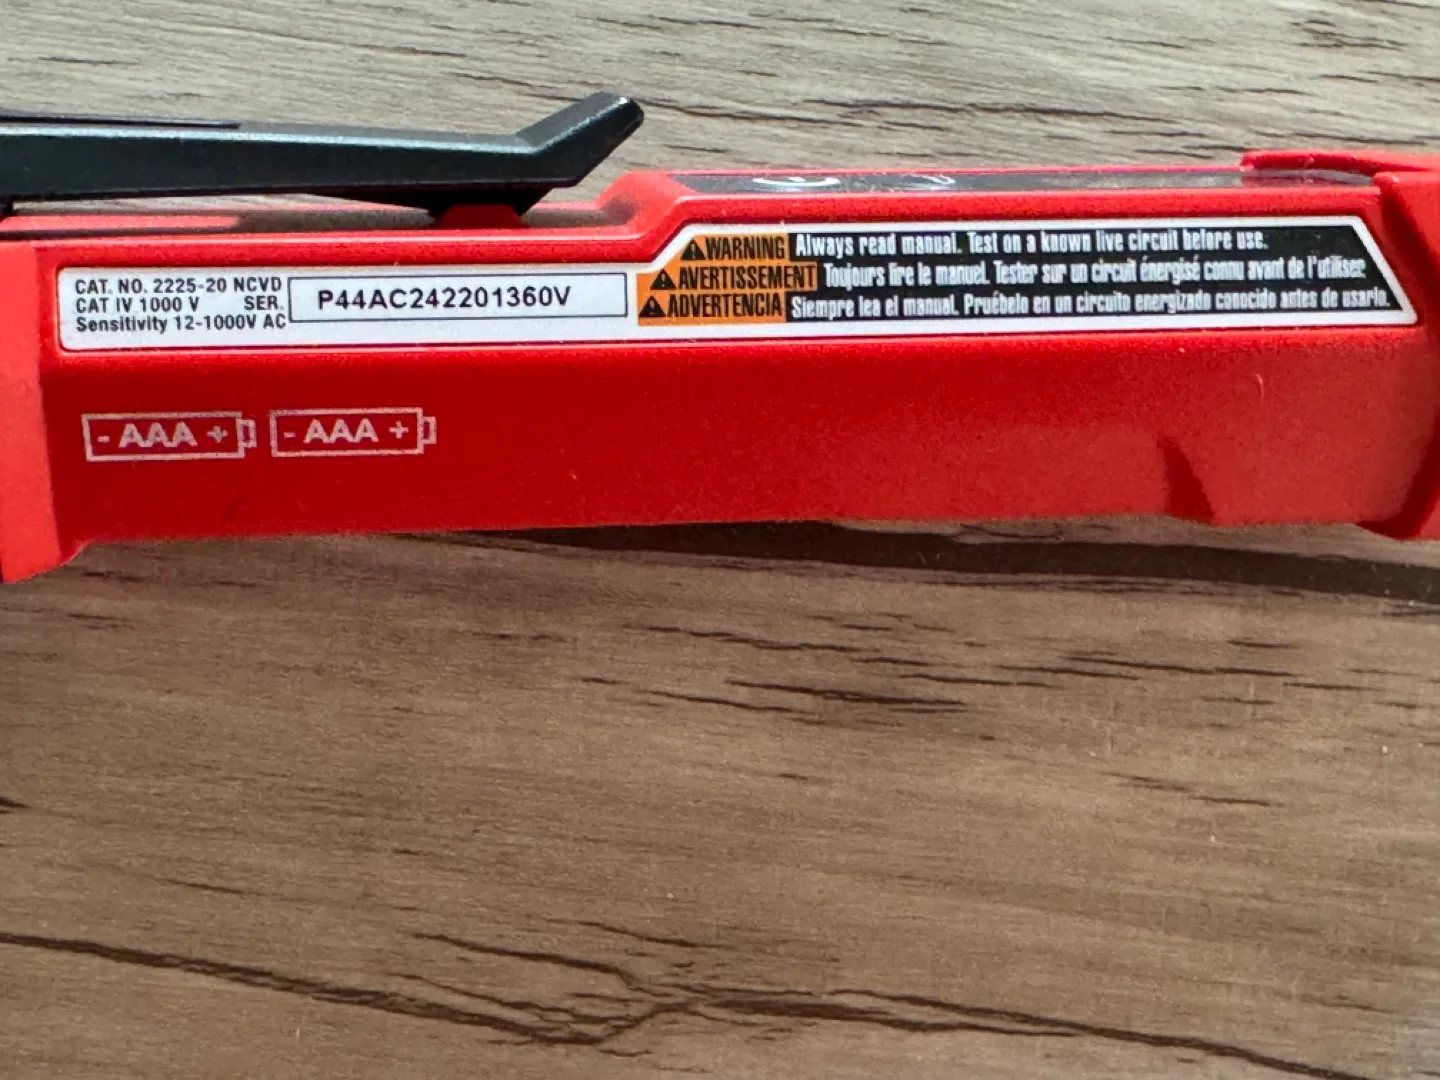 CAT. NO. 2225-20 NCVD
CAT IV 1000 V SER.
Sensitivity 12-1000V AC
P44AC242201360V
WARNING Always read manual. Test on a known live circuit before use.
AVERTISSEMENT Toujours lire le manuel. Tester sur un circuit énergisé connu avant de l'utiliser
ADVERTENCIA Siempre lea el manual. Pruébelo en un circuito energizado conocido antes de usarlo.
- AAA + - AAA +